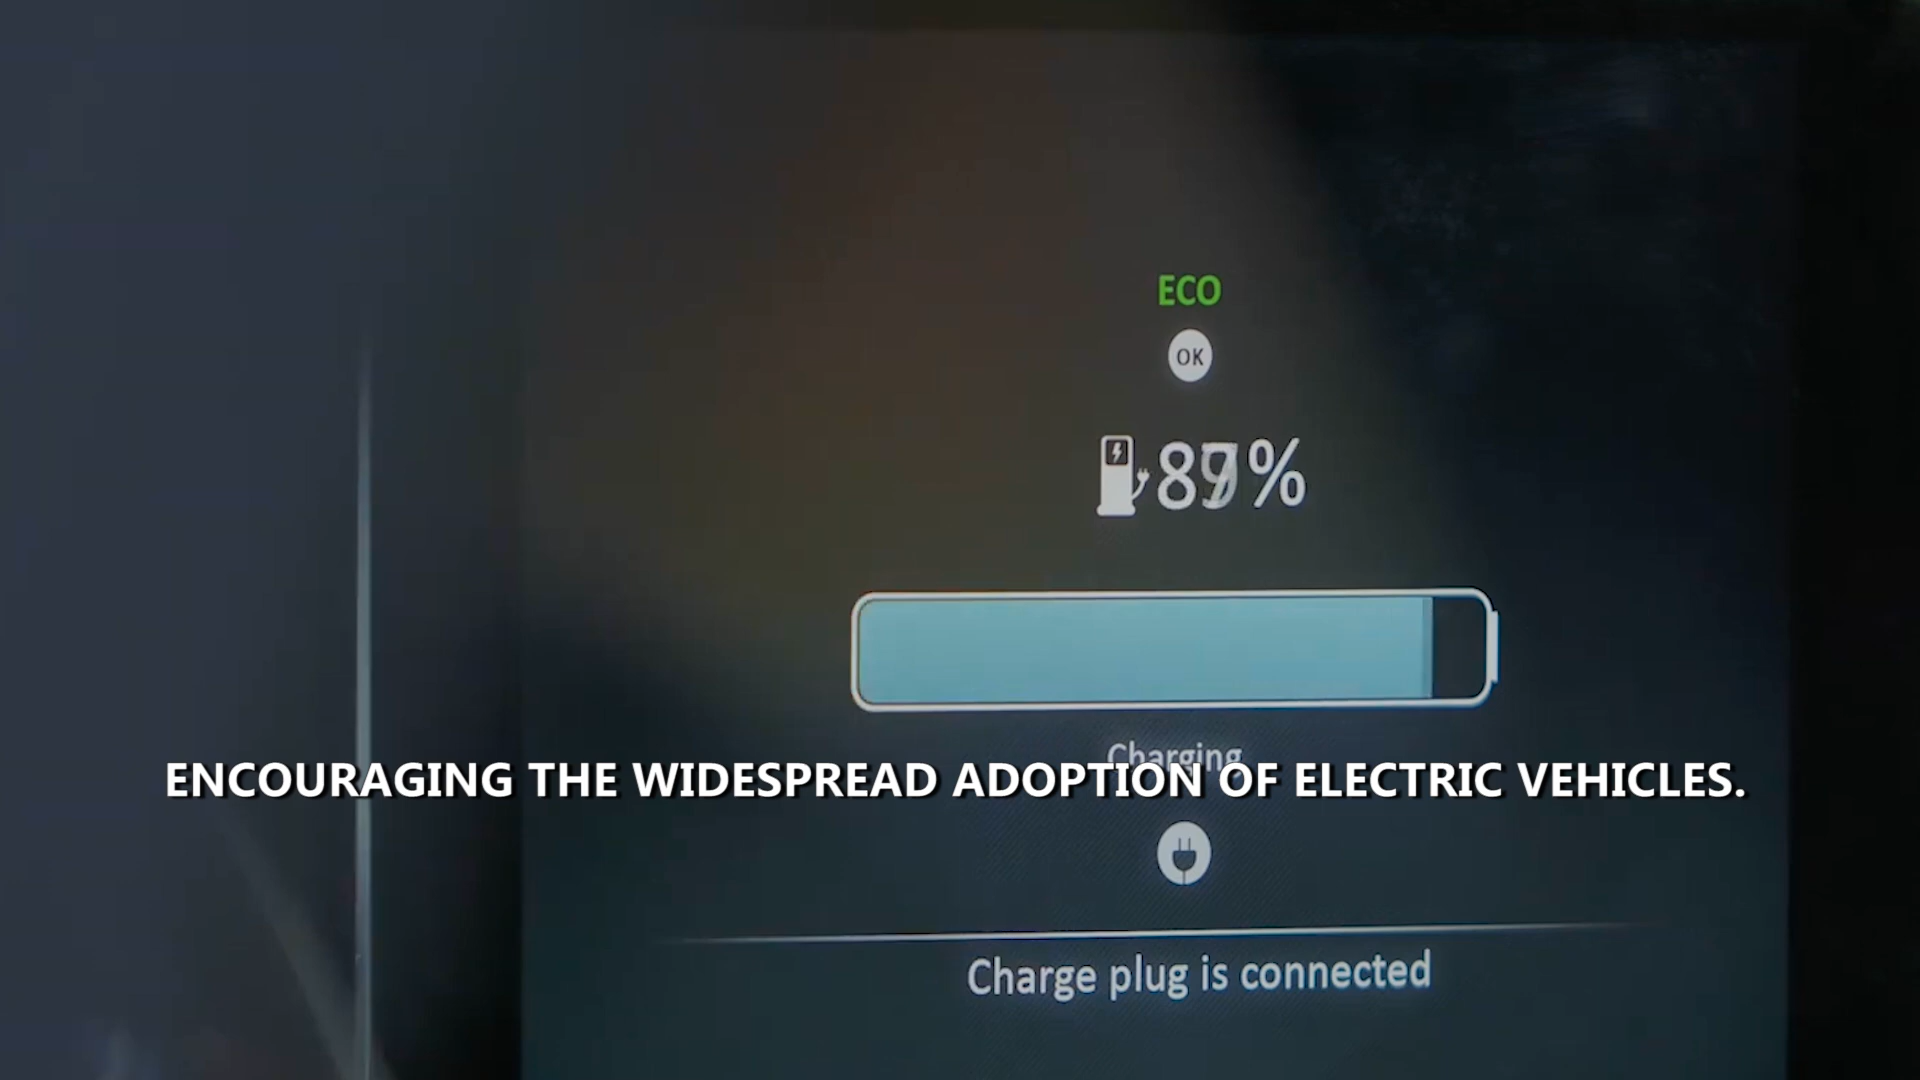 ECO
OK
%
Charging
ENCOURAGING THE WIDESPREAD ADOPTION OF ELECTRIC VEHICLES.
Charge plug is connected